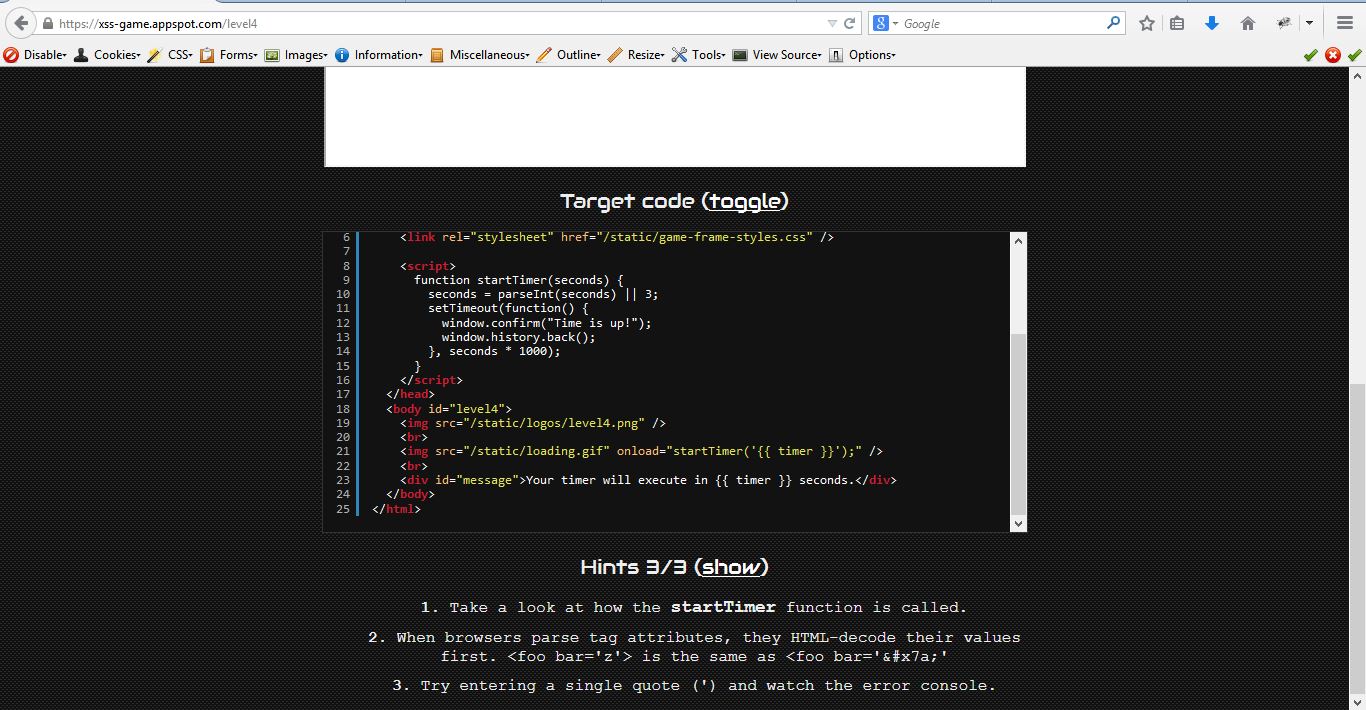 https://xss-game.appspot.com/level4
8 Google
Disable Cookies CSS Forms Images Information Miscellaneous Outline Resize Tools View Source Options
Target code (toggle)
6 <link rel="stylesheet" href="/static/game-frame-styles.css" />
7
8 <script>
9 function startTimer(seconds) {
10 seconds = parseInt(seconds) || 3;
11 setTimeout(function() {
12 window.confirm("Time is up!");
13 window.history.back();
14 }, seconds * 1000);
15 }
16 </script>
17 </head>
18 <body id="level4">
19 <img src="/static/logos/level4.png" />
20 <br>
21 <img src="/static/loading.gif" onload="startTimer('{{ timer }}');" />
22 <br>
23 <div id="message">Your timer will execute in {{ timer }} seconds.</div>
24 </body>
25 </html>
Hints 3/3 (show)
1. Take a look at how the startTimer function is called.
2. When browsers parse tag attributes, they HTML-decode their values
first. <foo bar='z'> is the same as <foo bar='&#x7a;'
3. Try entering a single quote (') and watch the error console.